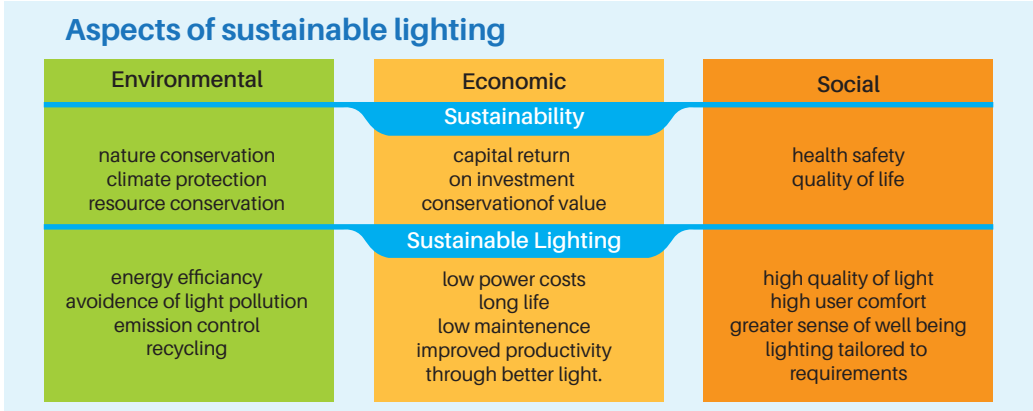 Aspects of sustainable lighting
Environmental
Economic
Social
Sustainability
nature conservation
climate protection
resource conservation
capital return
on investment
conservationof value
health safety
quality of life
Sustainable Lighting
energy efficiancy
avoidence of light pollution
emission control
recycling
low power costs
long life
low maintenence
improved productivity
through better light.
high quality of light
high user comfort
greater sense of well being
lighting tailored to
requirements